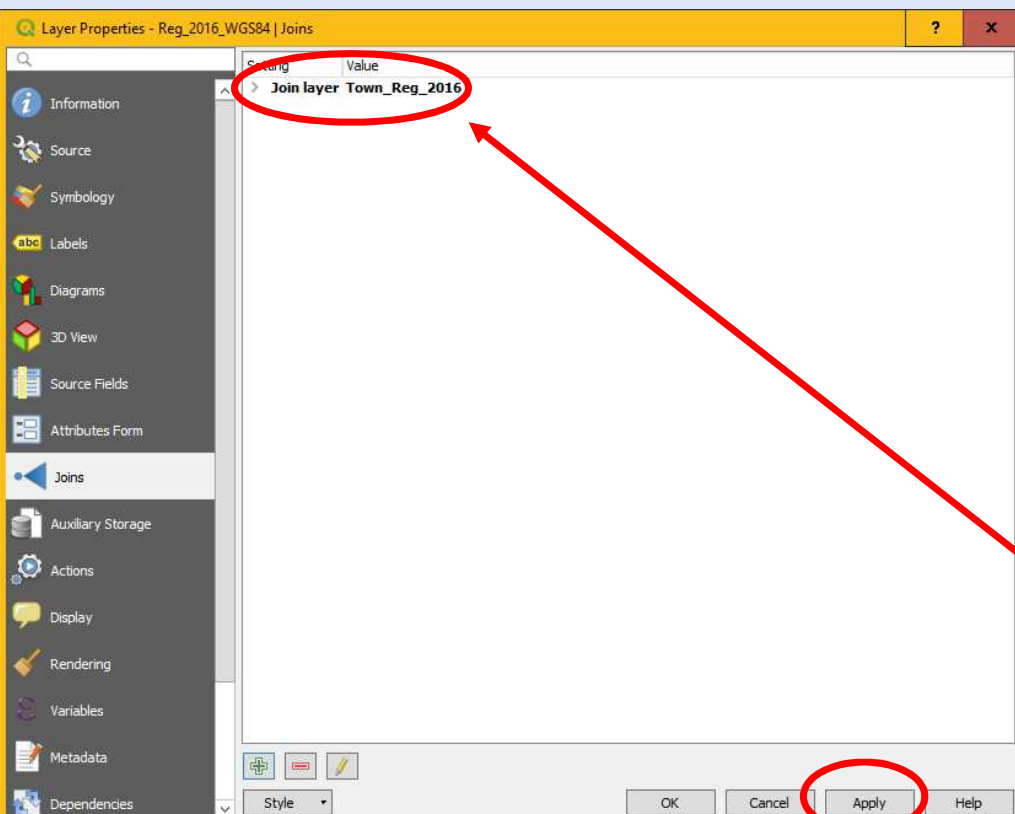 Layer Properties - Reg_2016_WGS84 | Joins
? x
Setting Value
Join layer Town_Reg_2016
Information
Source
Symbology
abc Labels
Diagrams
3D View
Source Fields
Attributes Form
Joins
Auxiliary Storage
Actions
Display
Rendering
Variables
Metadata
Dependencies
Style
OK Cancel Apply Help